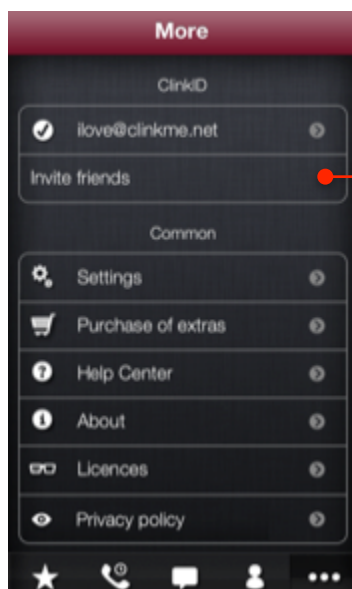 More
ClinkID
ilove@clinkme.net
Invite friends
Common
Settings
Purchase of extras
Help Center
About
Licences
Privacy policy